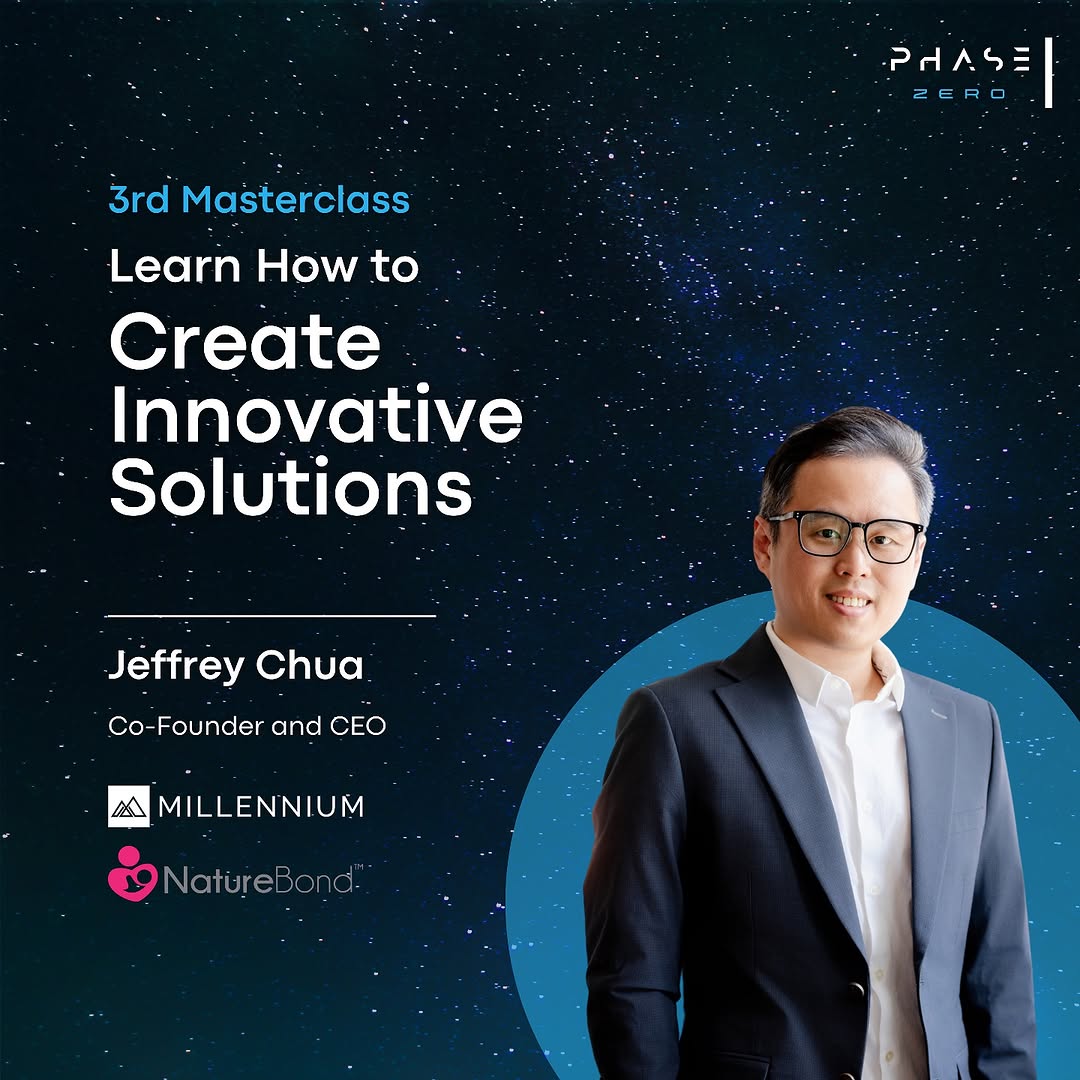 PHASE
ZERO
3rd Masterclass
Learn How to
Create
Innovative
Solutions
Jeffrey Chua
Co-Founder and CEO
MILLENNIUM
NatureBond™